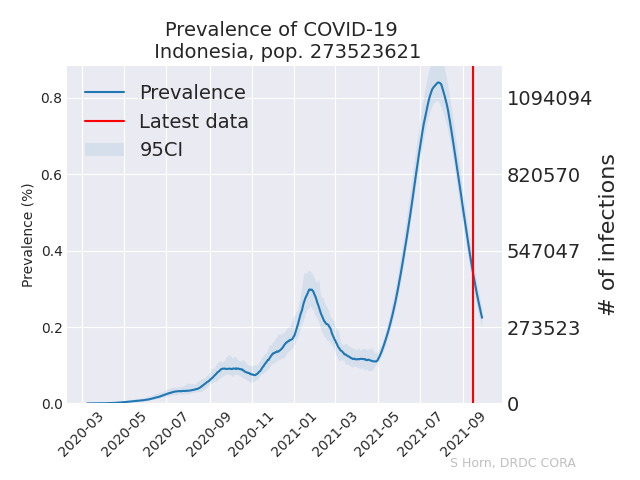 Prevalence of COVID-19
Indonesia, pop. 273523621
Prevalence
Latest data
95CI
Prevalence (%)
0.8
0.6
0.4
0.2
0.0
1094094
820570
547047
273523
0
# of infections
2020-03
2020-05
2020-07
2020-09
2020-11
2021-01
2021-03
2021-05
2021-07
2021-09
S Horn, DRDC CORA